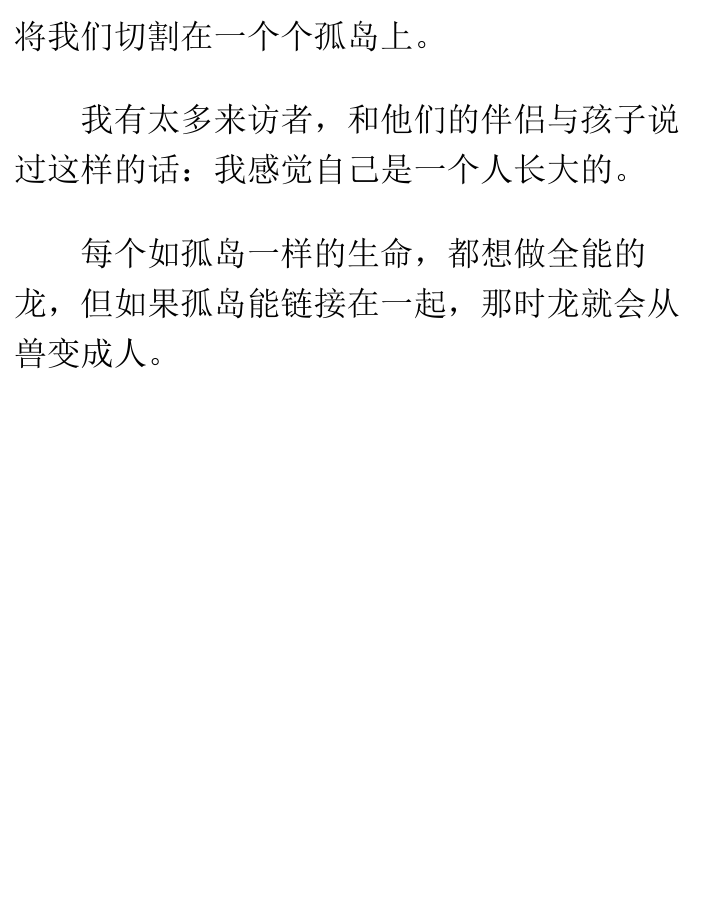 将我们切割在一个个孤岛上。
我有太多来访者，和他们的伴侣与孩子说
过这样的话：我感觉自己是一个人长大的。
每个如孤岛一样的生命，都想做全能的
龙，但如果孤岛能链接在一起，那时龙就会从
兽变成人。